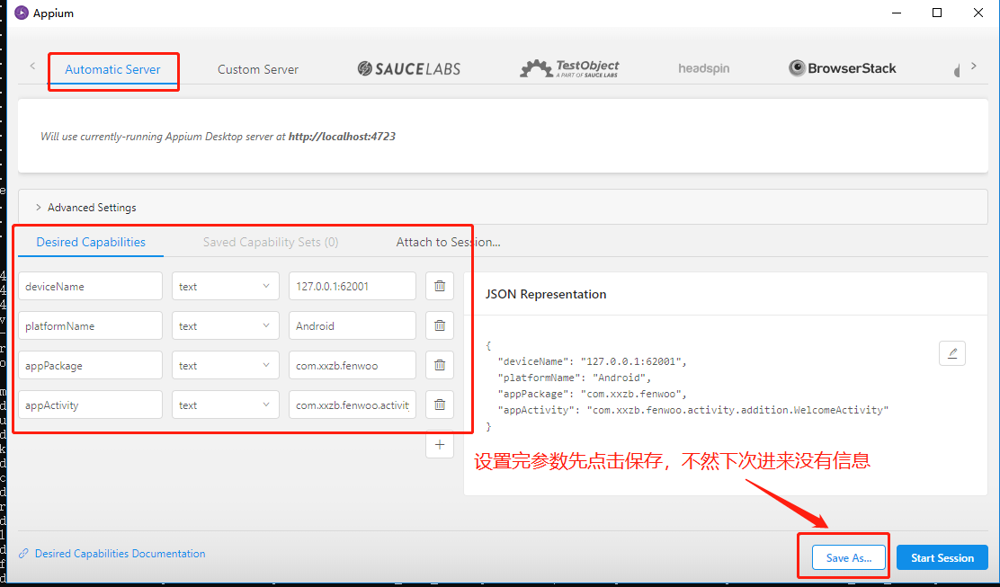 Appium
Automatic Server
Custom Server
SAUCELABS
TestObject
A PART OF SAUCE LABS
headspin
BrowserStack
Will use currently-running Appium Desktop server at http://localhost:4723
Advanced Settings
Desired Capabilities
Saved Capability Sets (0)
Attach to Session...
deviceName
text
127.0.0.1:62001
platformName
text
Android
appPackage
text
com.xxzb.fenwoo
appActivity
text
com.xxzb.fenwoo.activit
JSON Representation
{
"deviceName": "127.0.0.1:62001",
"platformName": "Android",
"appPackage": "com.xxzb.fenwoo",
"appActivity": "com.xxzb.fenwoo.activity.addition.WelcomeActivity"
}
设置完参数先点击保存，不然下次进来没有信息
Desired Capabilities Documentation
Save As...
Start Session